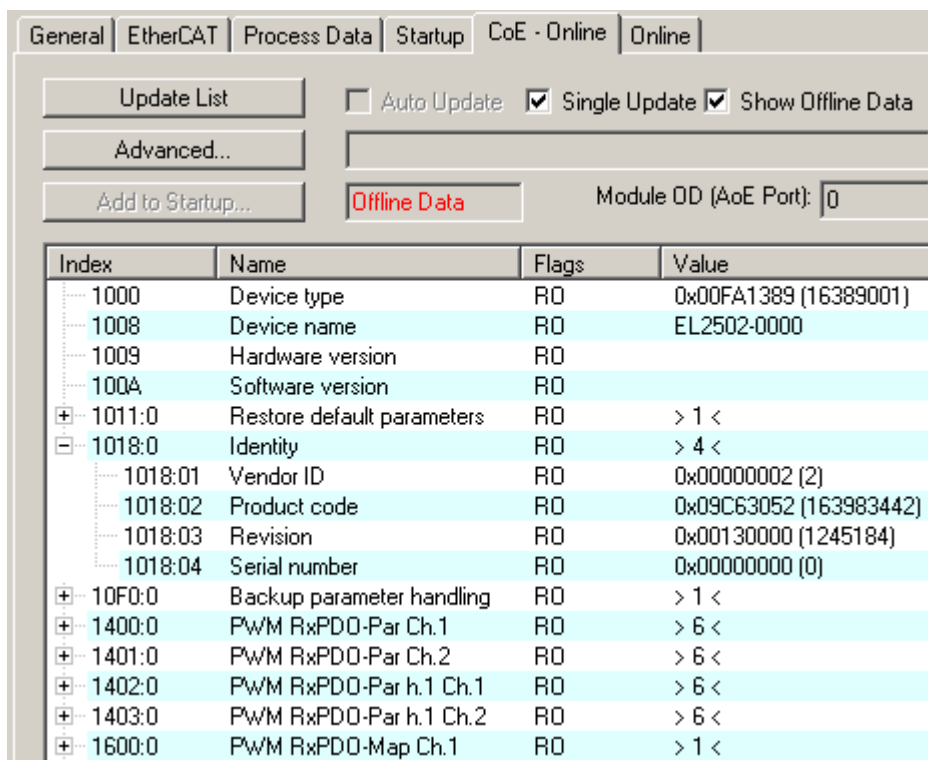 General EtherCAT Process Data Startup CoE - Online Online
Update List Auto Update Single Update Show Offline Data
Advanced...
Add to Startup... Offline Data Module OD (AoE Port): 0
Index Name Flags Value
1000 Device type RO 0x00FA1389 (16389001)
1008 Device name RO EL2502-0000
1009 Hardware version RO
100A Software version RO
1011:0 Restore default parameters RO > 1 <
1018:0 Identity RO > 4 <
1018:01 Vendor ID RO 0x00000002 (2)
1018:02 Product code RO 0x09C63052 (163983442)
1018:03 Revision RO 0x00130000 (1245184)
1018:04 Serial number RO 0x00000000 (0)
10F0:0 Backup parameter handling RO > 1 <
1400:0 PWM RxPDO-Par Ch.1 RO > 6 <
1401:0 PWM RxPDO-Par Ch.2 RO > 6 <
1402:0 PWM RxPDO-Par h.1 Ch.1 RO > 6 <
1403:0 PWM RxPDO-Par h.1 Ch.2 RO > 6 <
1600:0 PWM RxPDO-Map Ch.1 RO > 1 <